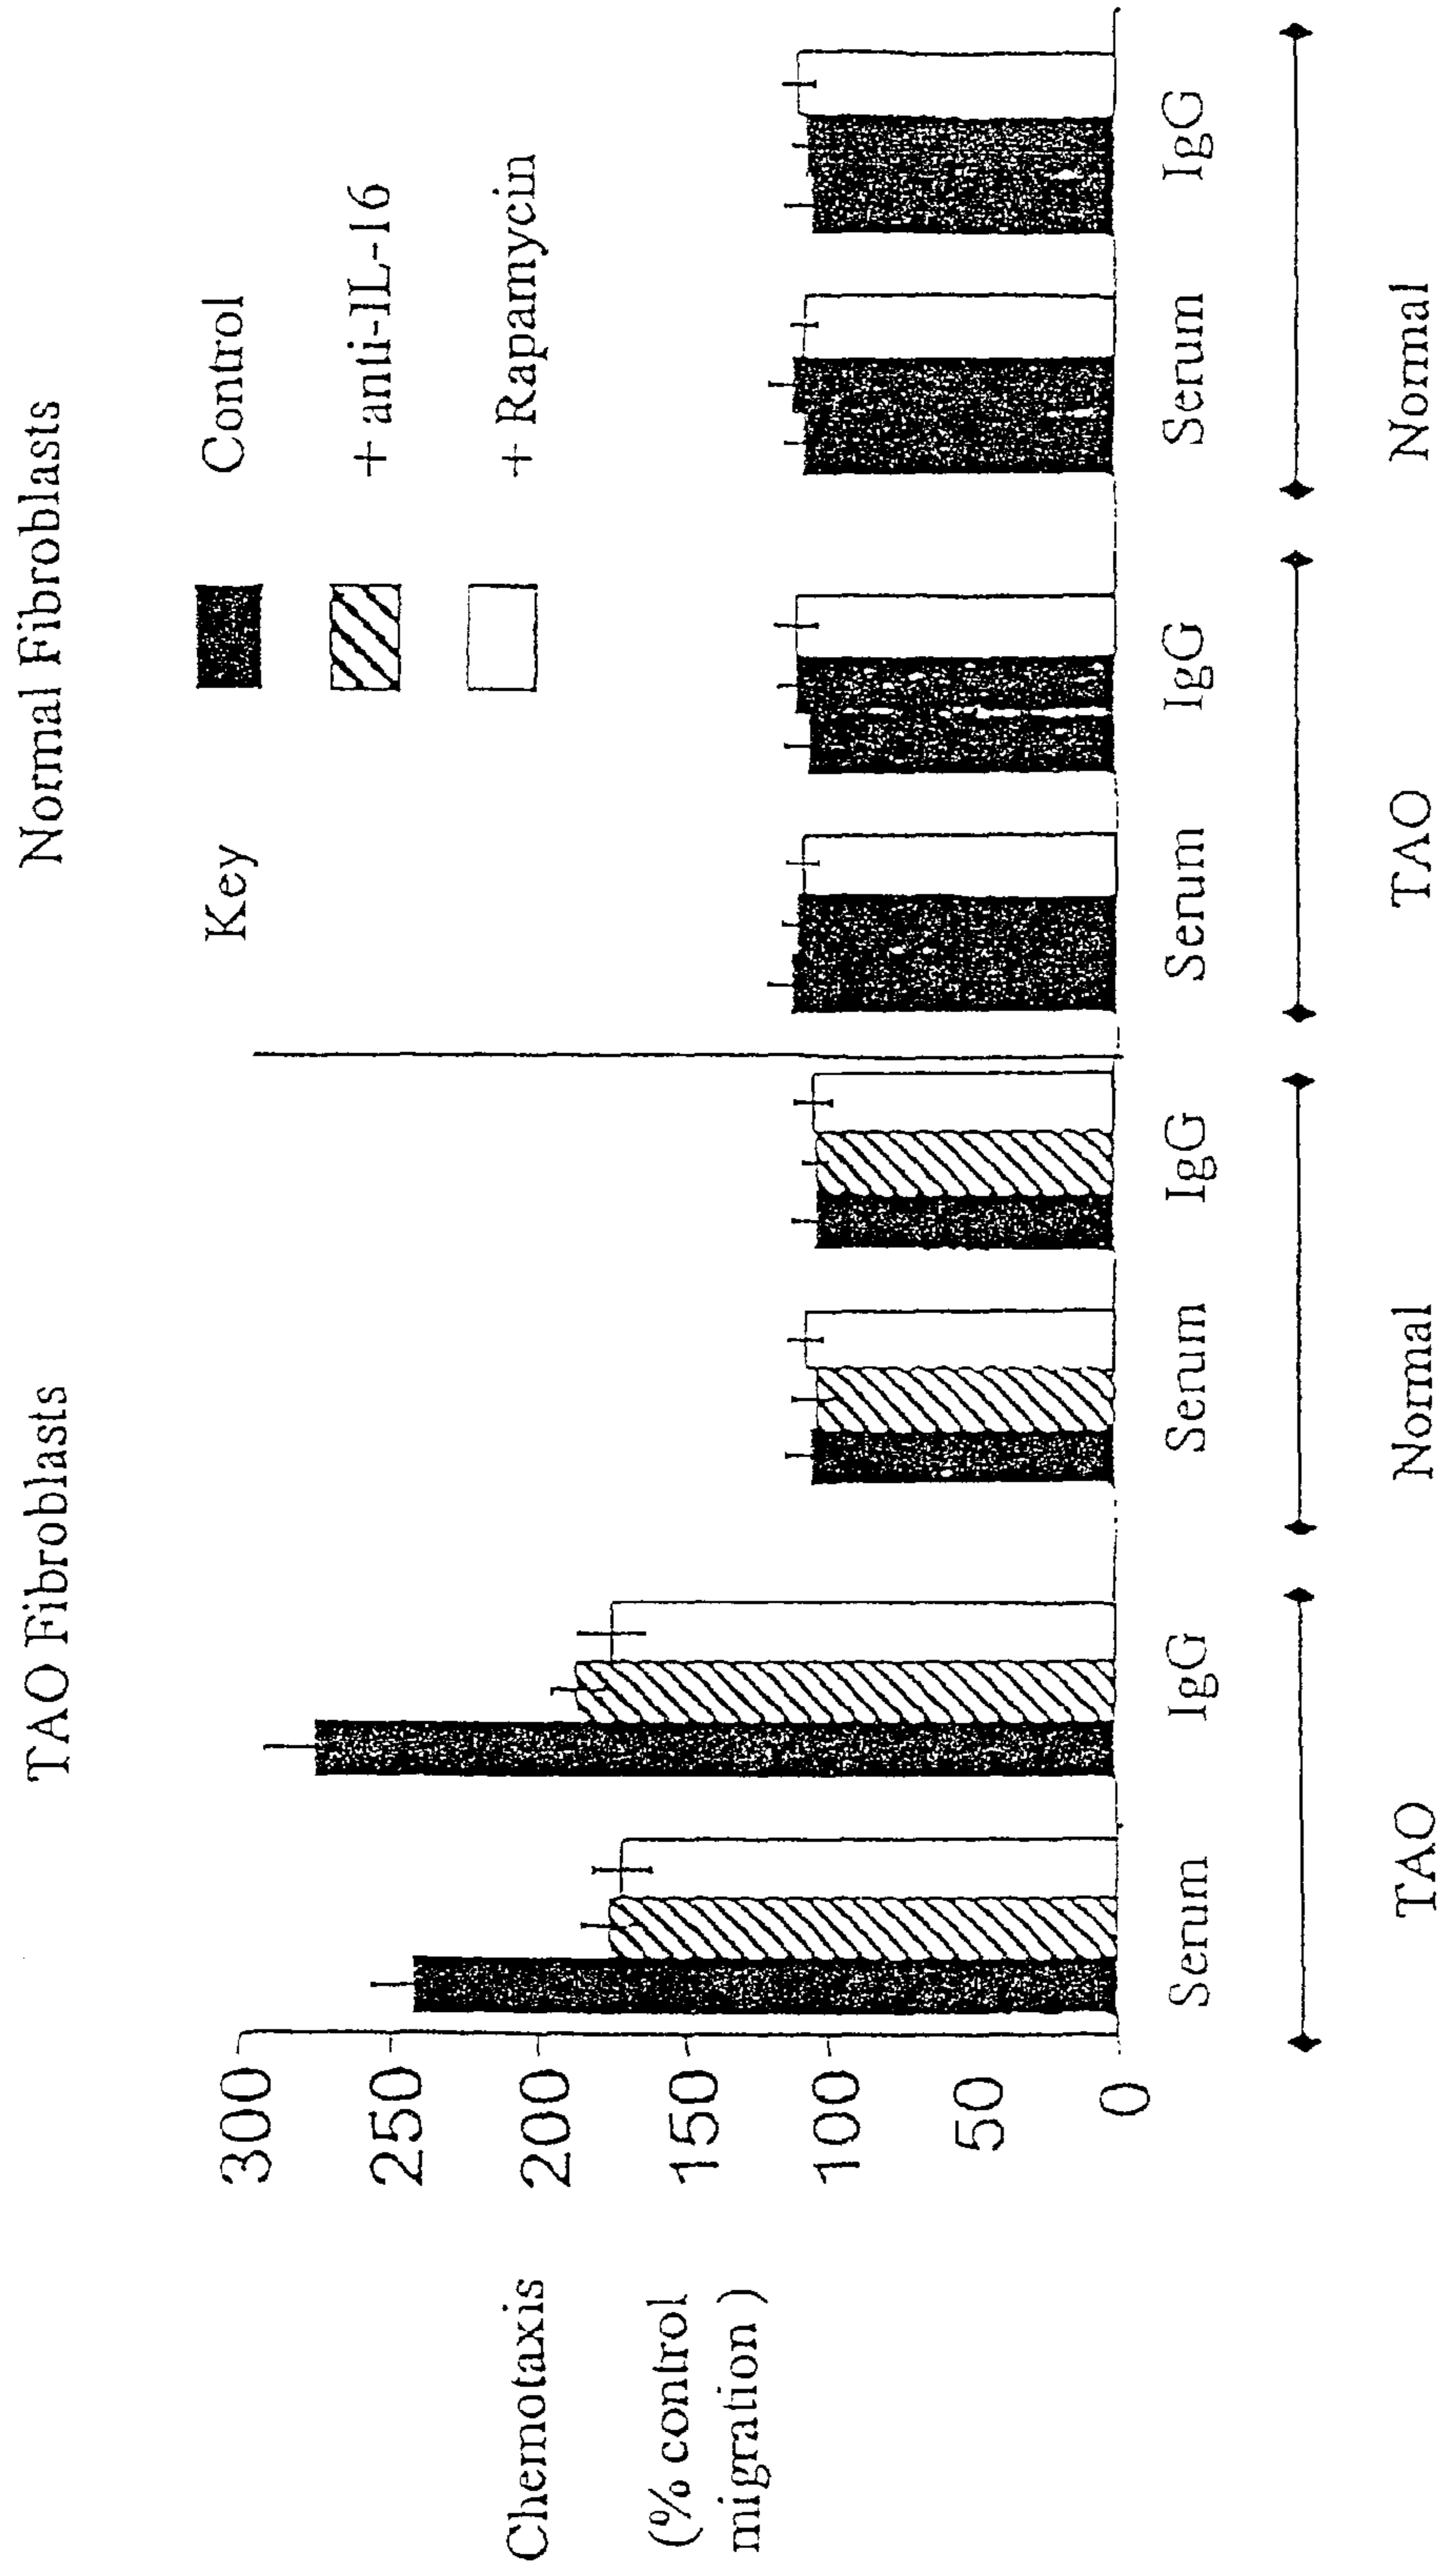 TAO Fibroblasts
Normal Fibroblasts
Key
Control
+ anti-IL-16
+ Rapamycin
Chemotaxis
(% control
migration )
300
250
200
150
100
50
0
Serum
IgG
Serum
IgG
Serum
IgG
Serum
IgG
TAO
Normal
TAO
Normal